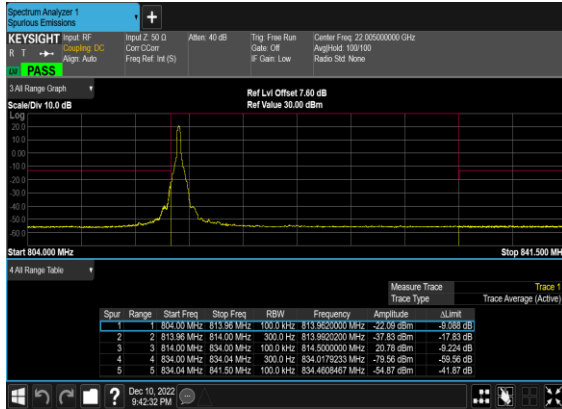 Spectrum Analyzer 1
Spurious Emissions
+
KEYSIGHT Input: RF Input Z: 50 Ω Atten: 40 dB Trig: Free Run Center Freq: 22.005000000 GHz
R T Coupling: DC Corr CCorr Gate: Off Avg|Hold: 100/100
Align: Auto Freq Ref: Int (S) IF Gain: Low Radio Std: None
LXI PASS
3 All Range Graph
Ref Lvl Offset 7.60 dB
Scale/Div 10.0 dB Ref Value 30.00 dBm
Log
20.0
10.0
0.00
-10.0
-20.0
-30.0
-40.0
-50.0
-60.0
Start 804.000 MHz Stop 841.500 MH
4 All Range Table
Measure Trace Trace 1
Trace Type Trace Average (Active)
Spur Range Start Freq Stop Freq RBW Frequency Amplitude ΔLimit
1 1 804.00 MHz 813.96 MHz 100.0 kHz 813.9620000 MHz -22.09 dBm -9.088 dB
2 2 813.96 MHz 814.00 MHz 300.0 Hz 813.9920200 MHz -37.83 dBm -17.83 dB
3 3 814.00 MHz 834.00 MHz 100.0 kHz 814.5000000 MHz 20.78 dBm -9.224 dB
4 4 834.00 MHz 834.04 MHz 300.0 Hz 834.0179233 MHz -79.56 dBm -59.56 dB
5 5 834.04 MHz 841.50 MHz 100.0 kHz 834.4608467 MHz -54.87 dBm -41.87 dB
? Dec 10, 2022
9:42:32 PM